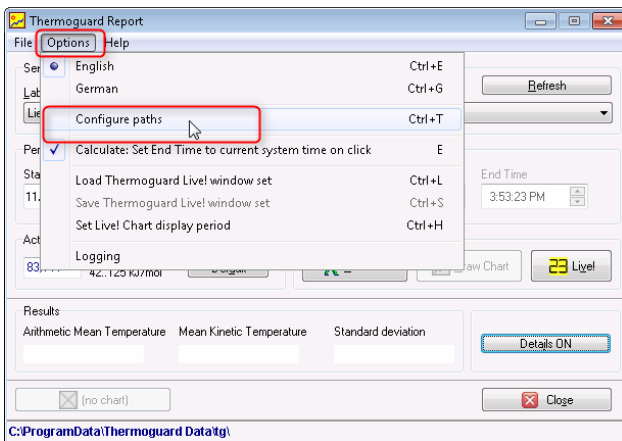 Thermoguard Report
File Options Help
English Ctrl+E
German Ctrl+G
Configure paths Ctrl+T
Calculate: Set End Time to current system time on click E
Load Thermoguard Live! window set Ctrl+L
Save Thermoguard Live! window set Ctrl+S
Set Live! Chart display period Ctrl+H
Logging
Refresh
End Time
11.
3:53:23 PM
83,
42..125 kJ/mol
Chart
23 Live!
Results
Arithmetic Mean Temperature Mean Kinetic Temperature Standard deviation
Details ON
(no chart)
Close
C:\ProgramData\Thermoguard Data\tg\